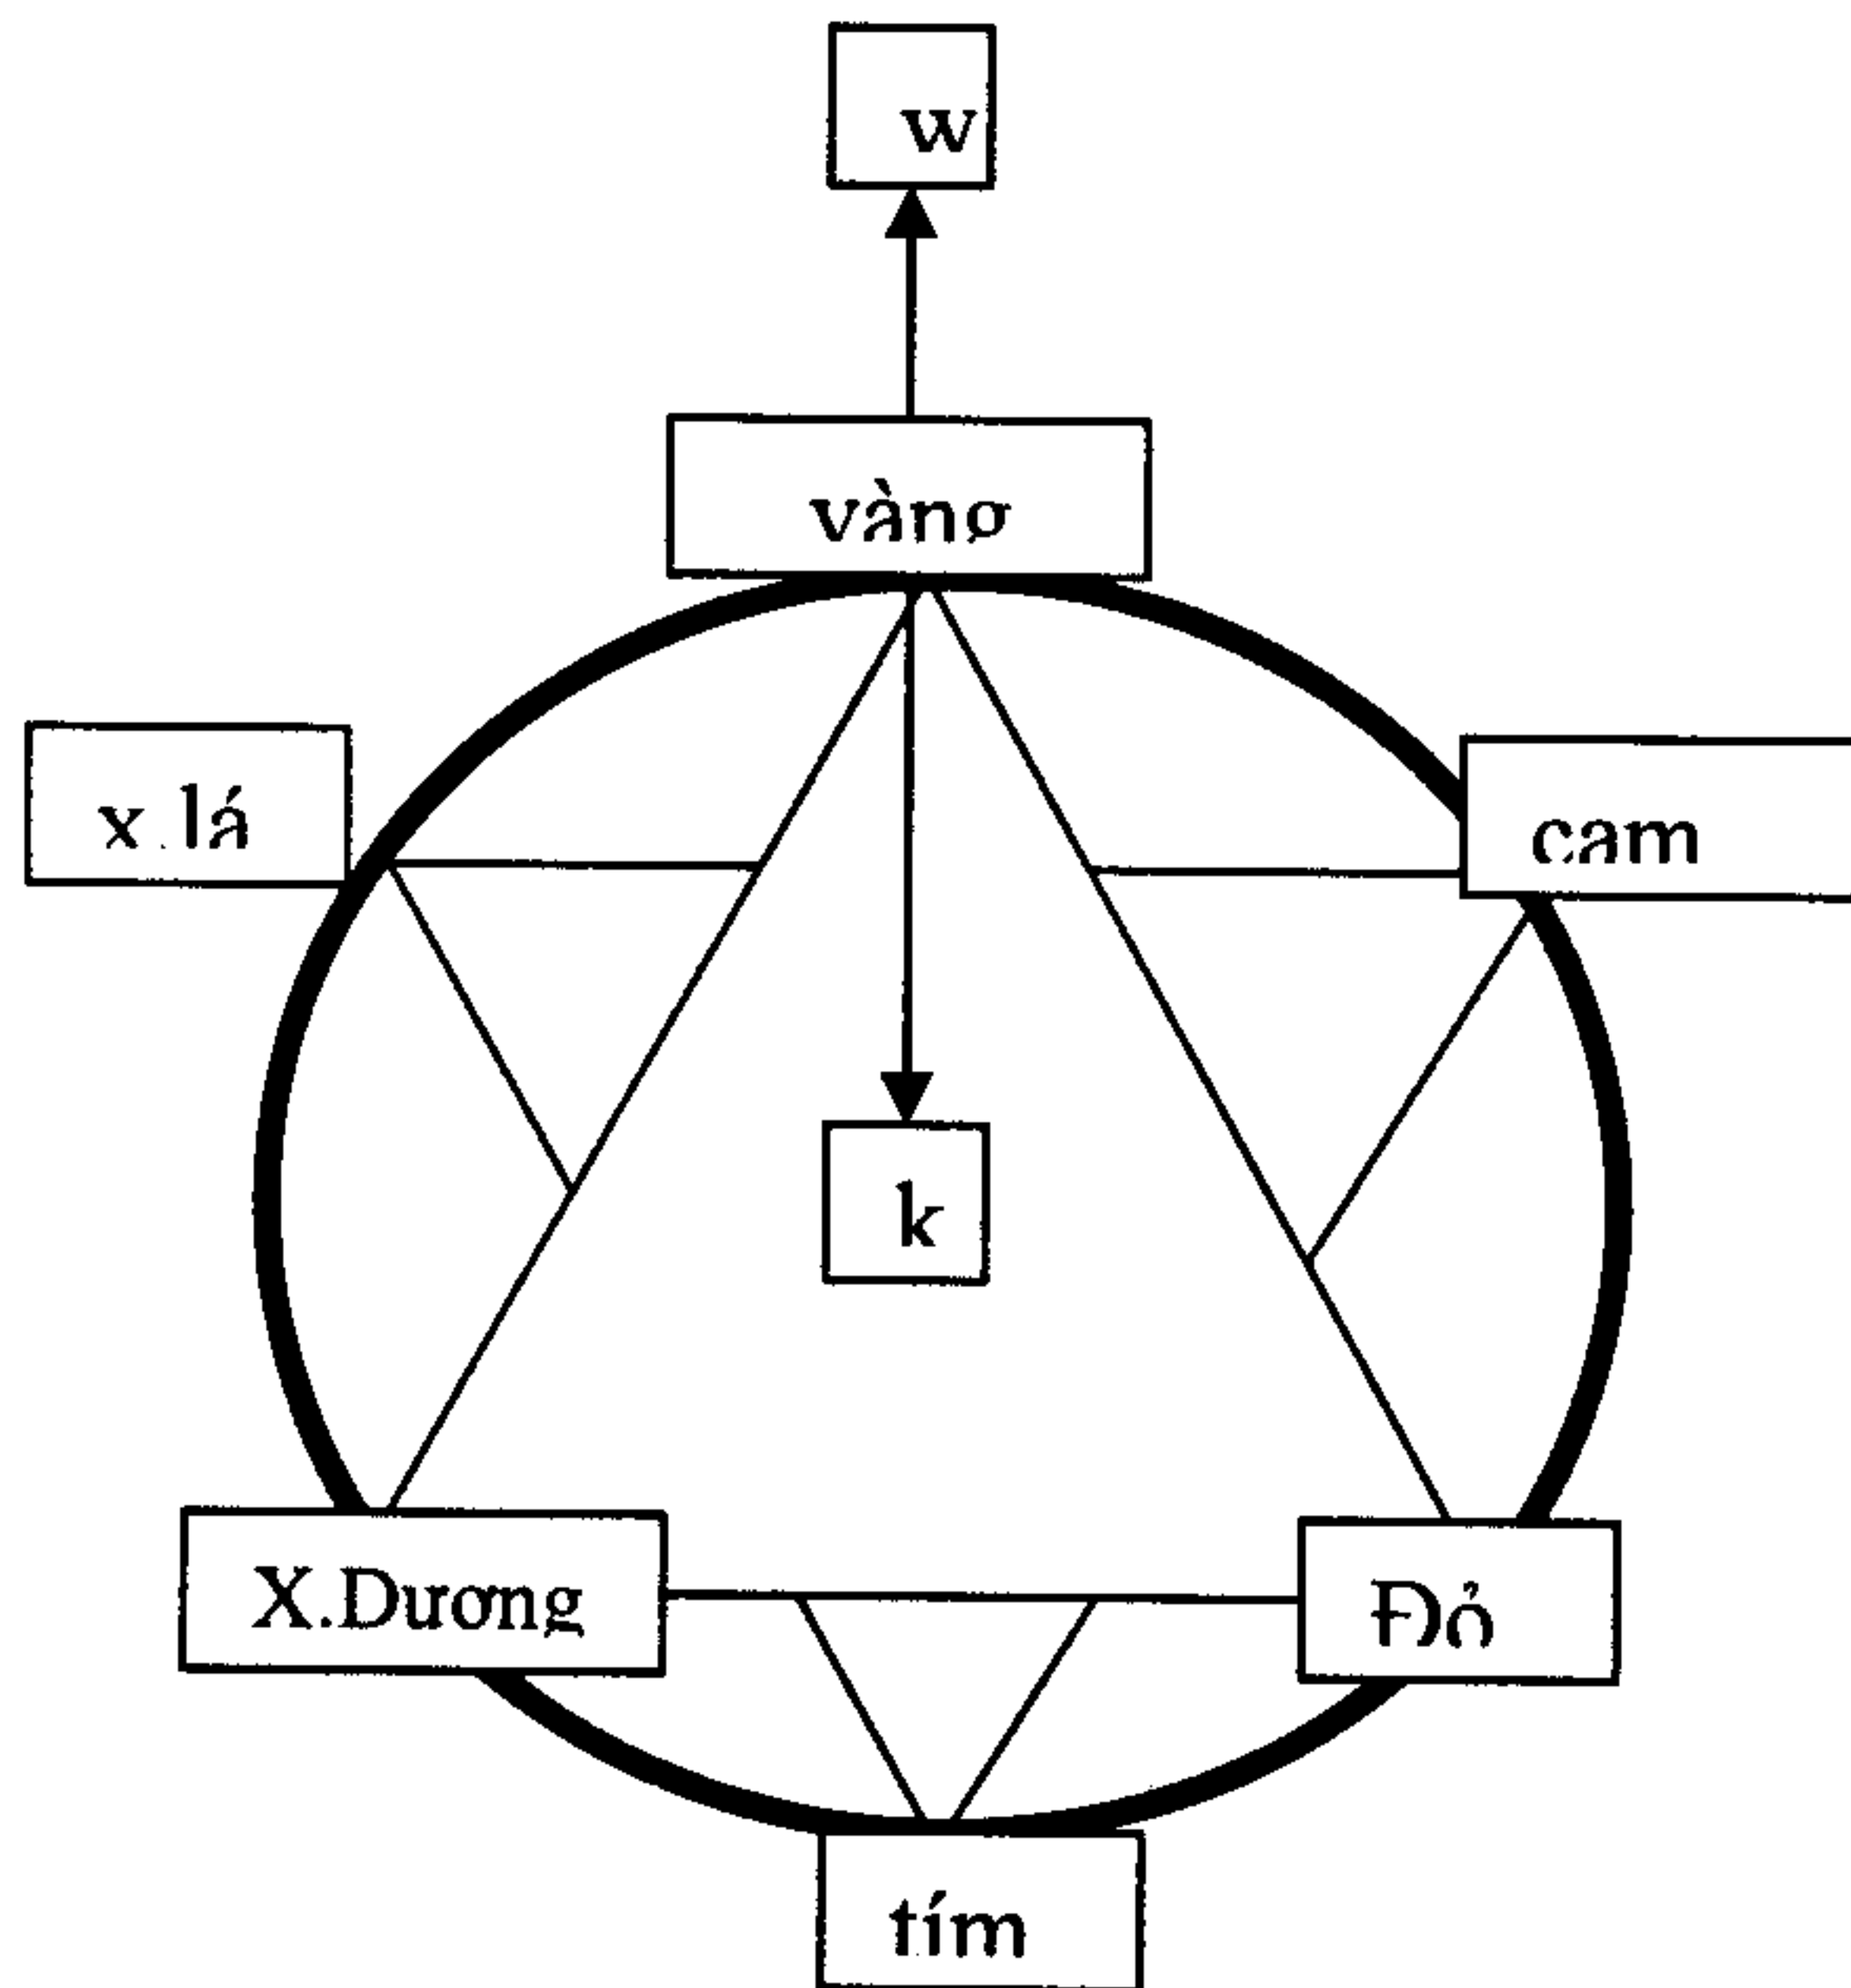 w
vàng
x.lá
cam
k
X.Dương
Đỏ
tím